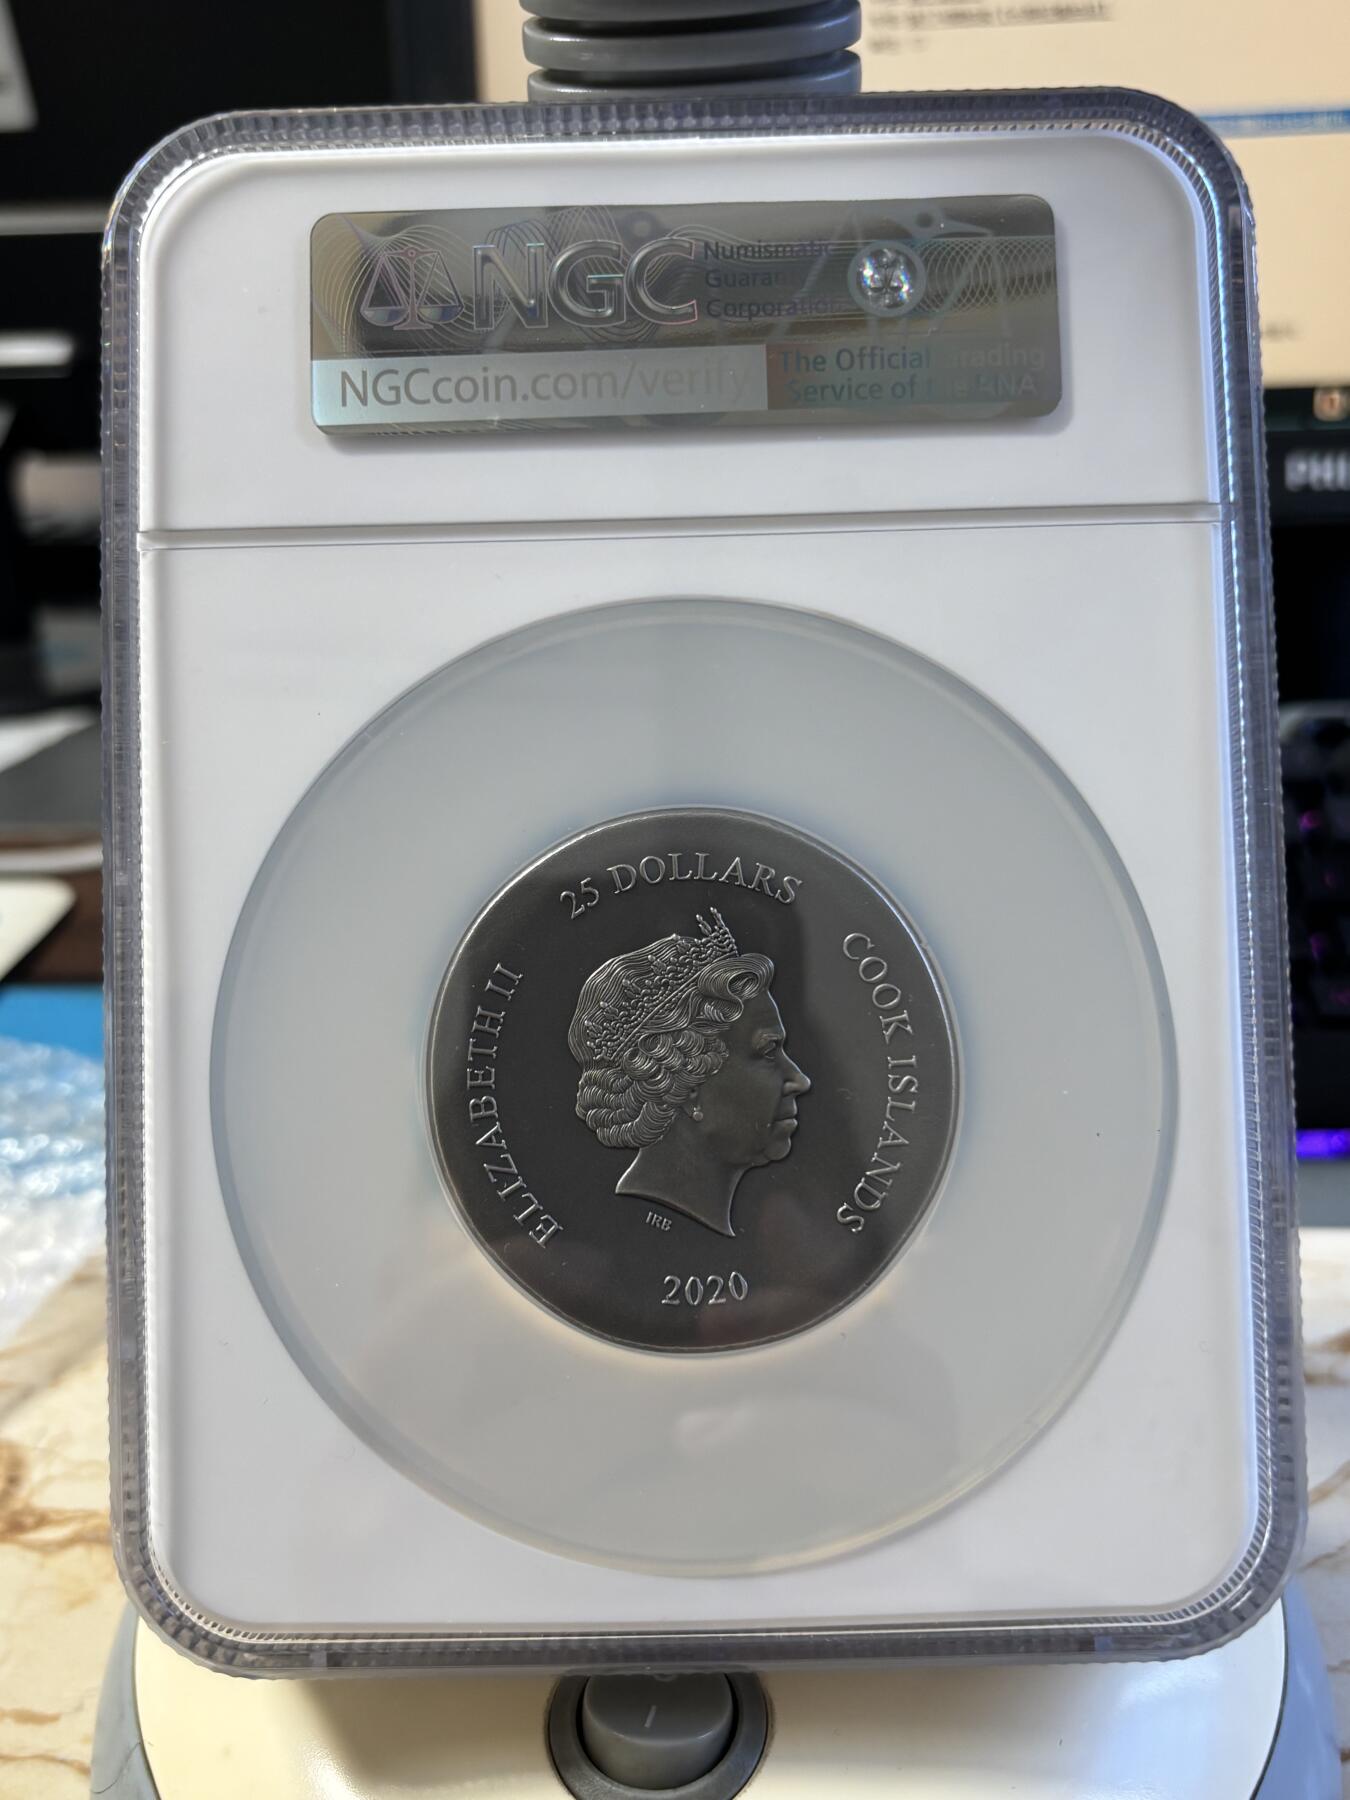 NGC
Numismatic
Guaran
Corporation
NGCcoin.com/verify
The Official Grading
Service of the ANA
25 DOLLARS
ELIZABETH II
COOK ISLANDS
IRB
2020